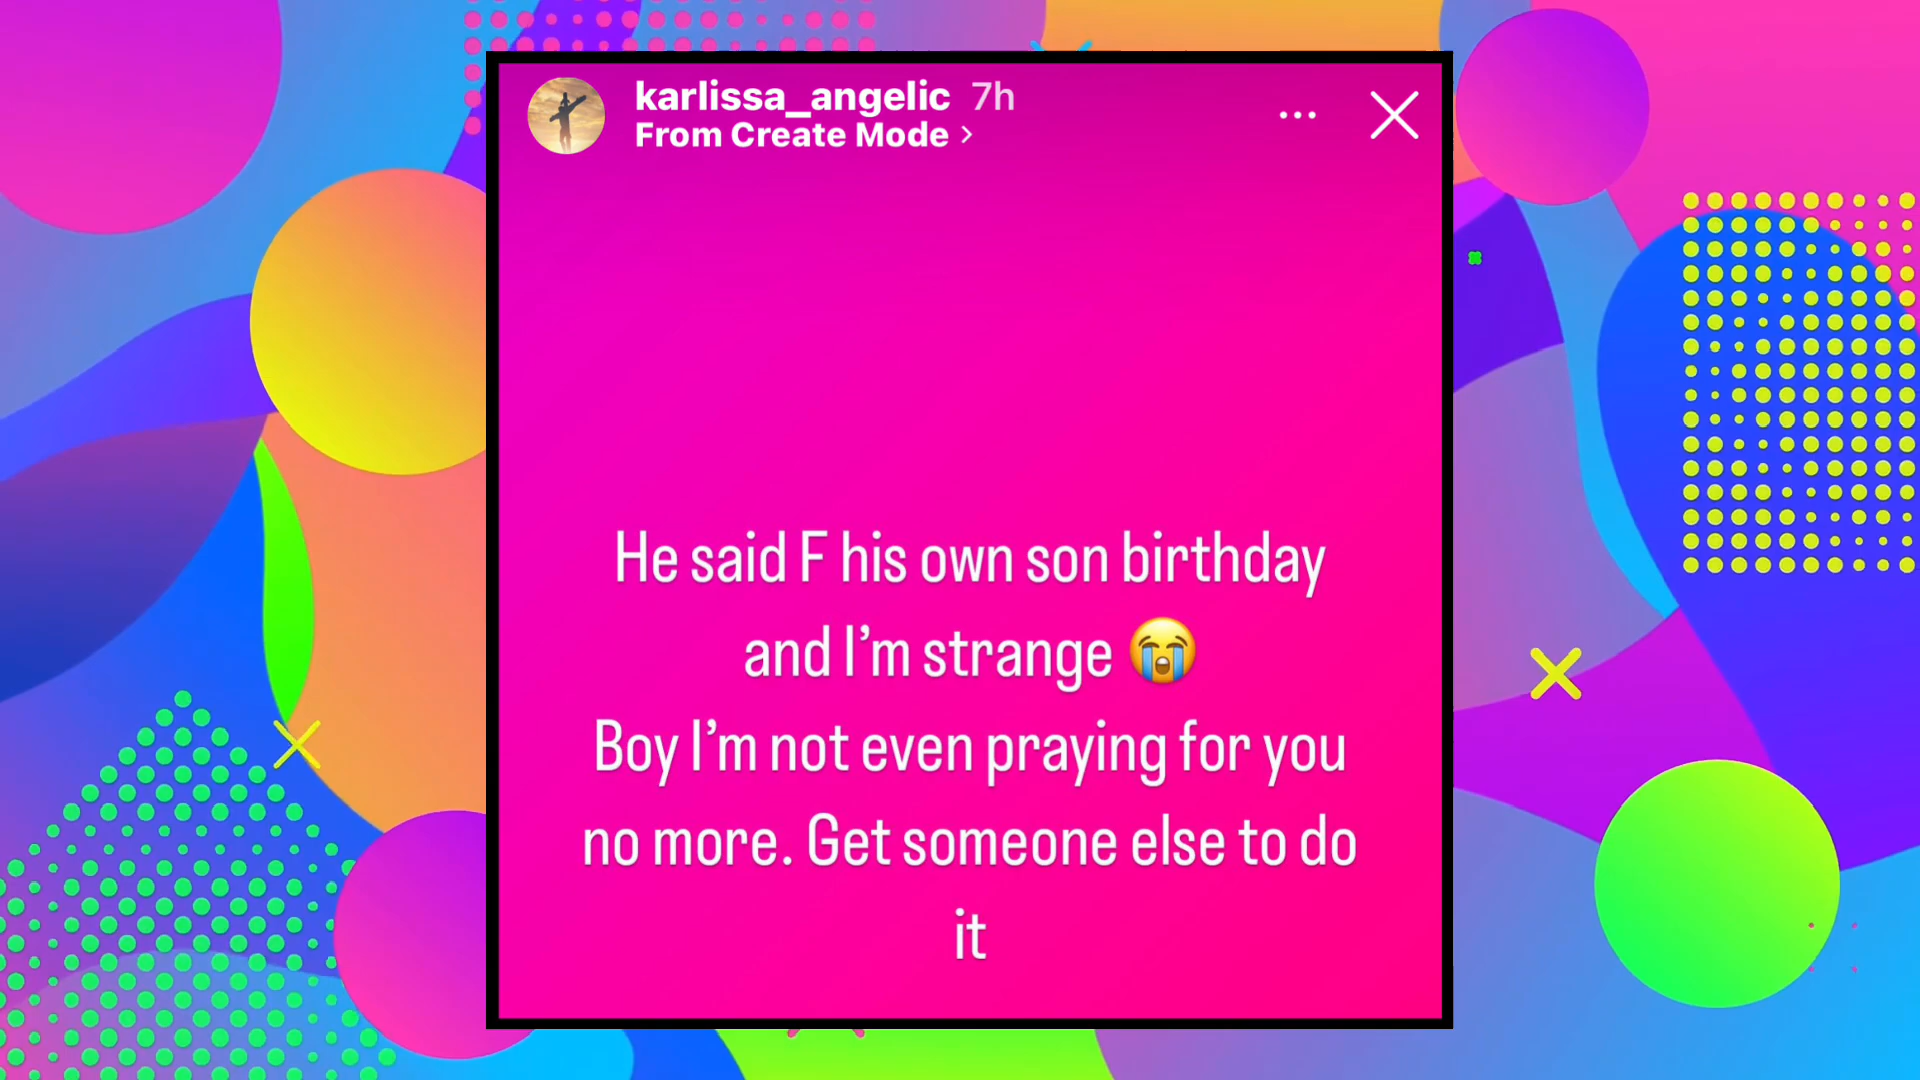 karlissa_angelic 7h
From Create Mode >
He said F his own son birthday
and I'm strange 😭
Boy I'm not even praying for you
no more. Get someone else to do
it